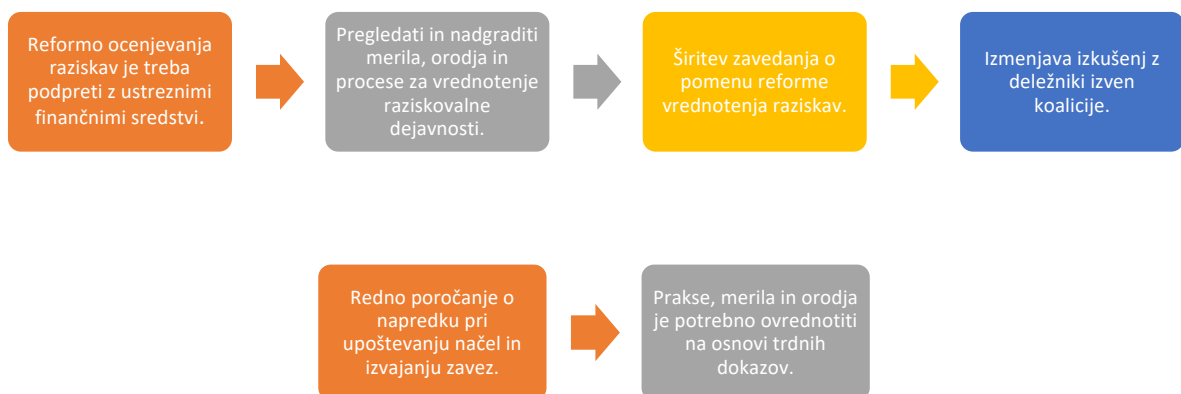 Reformo ocenjevanja
raziskav je treba
podpreti z ustreznimi
finančnimi sredstvi.
Pregledati in nadgraditi
merila, orodja in
procese za vrednotenje
raziskovalne
dejavnosti.
Širitev zavedanja o
pomenu reforme
vrednotenja raziskav.
Izmenjava izkušenj z
deležniki izven
koalicije.
Redno poročanje o
napredku pri
upoštevanju načel in
izvajanju zavez.
Prakse, merila in orodja
je potrebno ovrednotiti
na osnovi trdnih
dokazov.